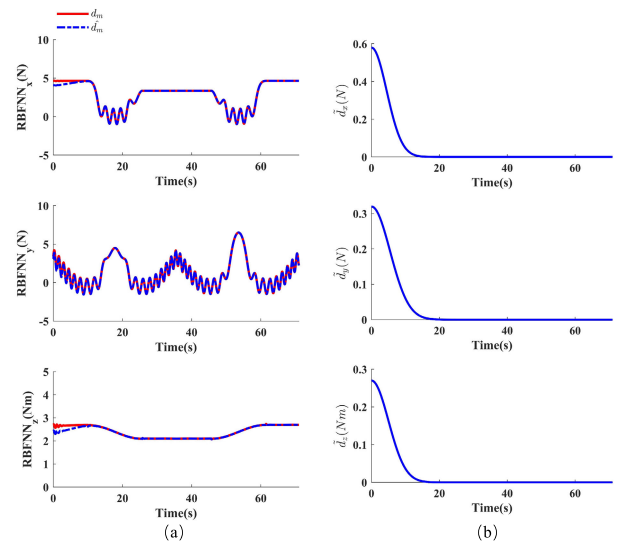 d_m
d̂_m
10
5
0
-5
RBFNN_x(N)
0 20 40 60
Time(s)
10
5
0
-5
RBFNN_y(N)
0 20 40 60
Time(s)
5
4
3
2
1
0
RBFNN_z(Nm)
0 20 40 60
Time(s)
(a)
0.6
0.4
0.2
0
d̃_x(N)
0 20 40 60
Time(s)
0.3
0.2
0.1
0
d̃_y(N)
0 20 40 60
Time(s)
0.3
0.2
0.1
0
d̃_z(Nm)
0 20 40 60
Time(s)
(b)